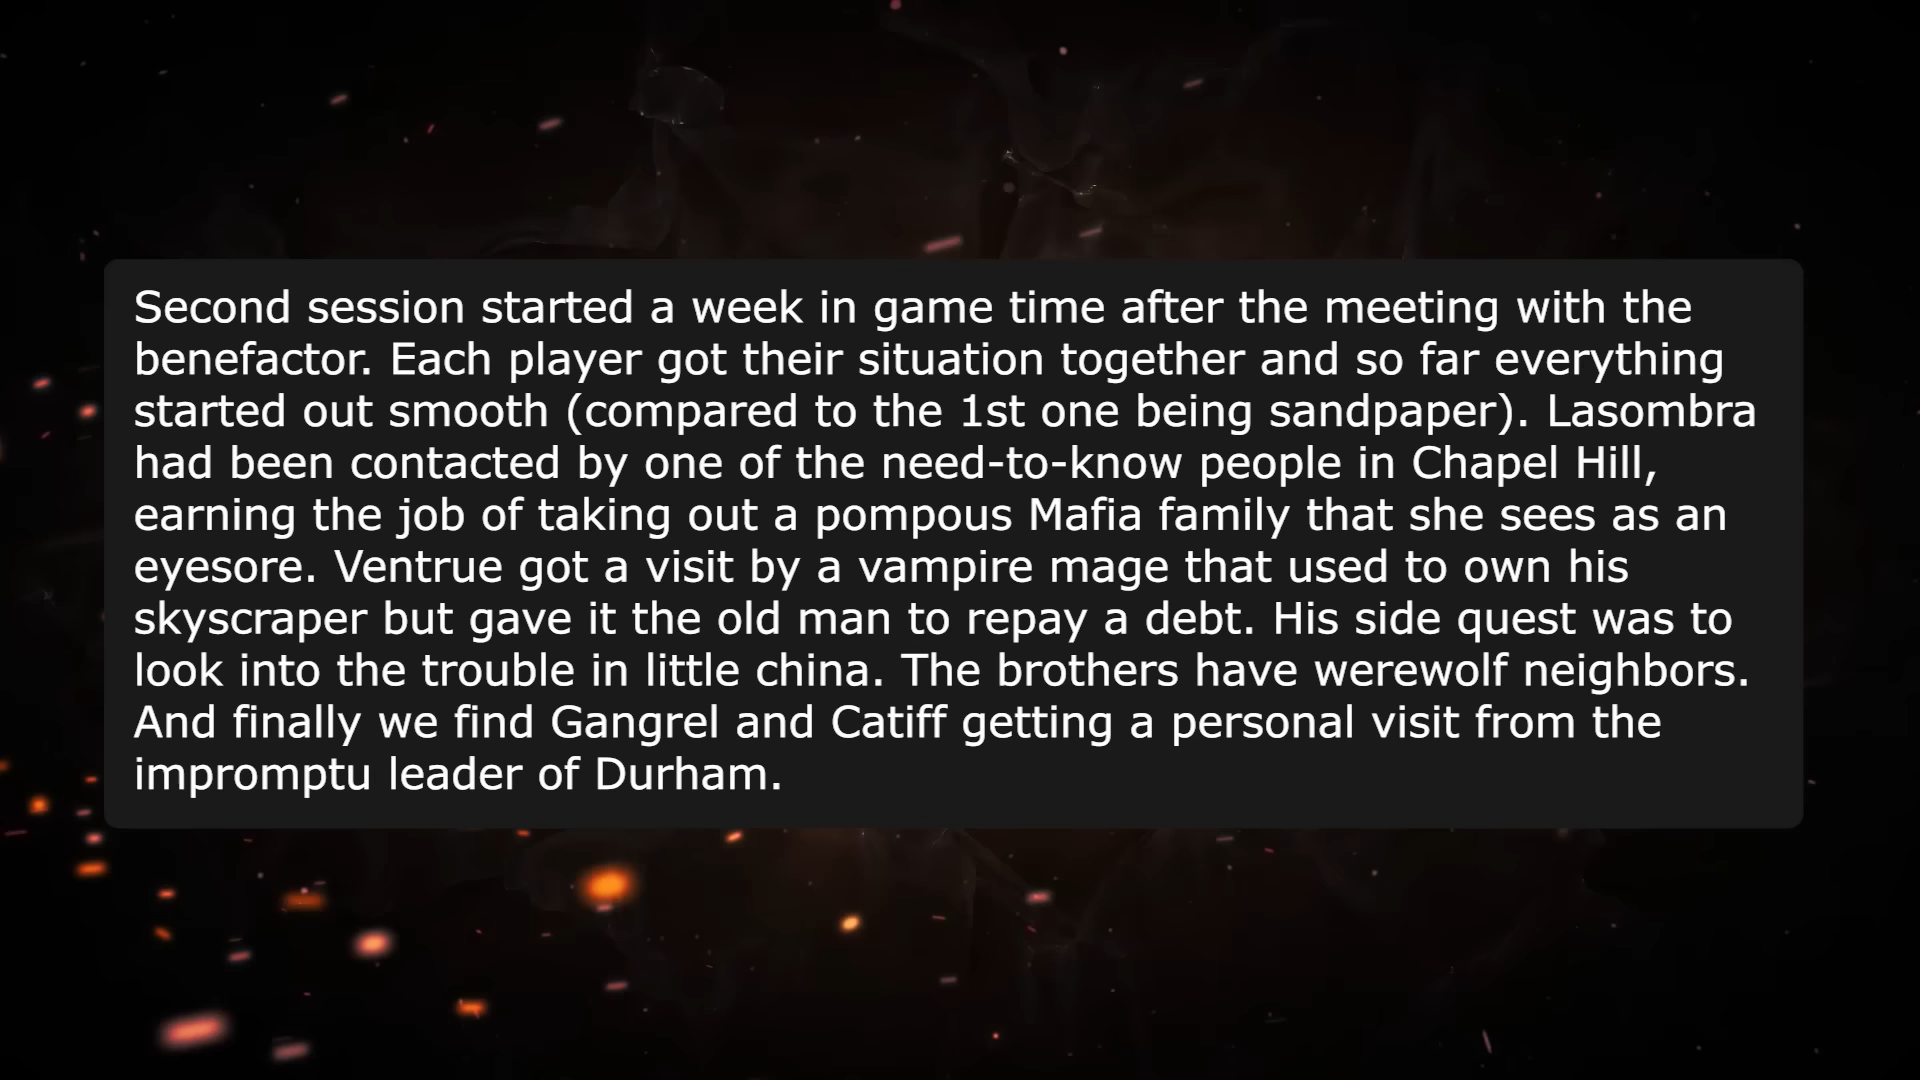 Second session started a week in game time after the meeting with the
benefactor. Each player got their situation together and so far everything
started out smooth (compared to the 1st one being sandpaper). Lasombra
had been contacted by one of the need-to-know people in Chapel Hill,
earning the job of taking out a pompous Mafia family that she sees as an
eyesore. Ventrue got a visit by a vampire mage that used to own his
skyscraper but gave it the old man to repay a debt. His side quest was to
look into the trouble in little china. The brothers have werewolf neighbors.
And finally we find Gangrel and Catiff getting a personal visit from the
impromptu leader of Durham.